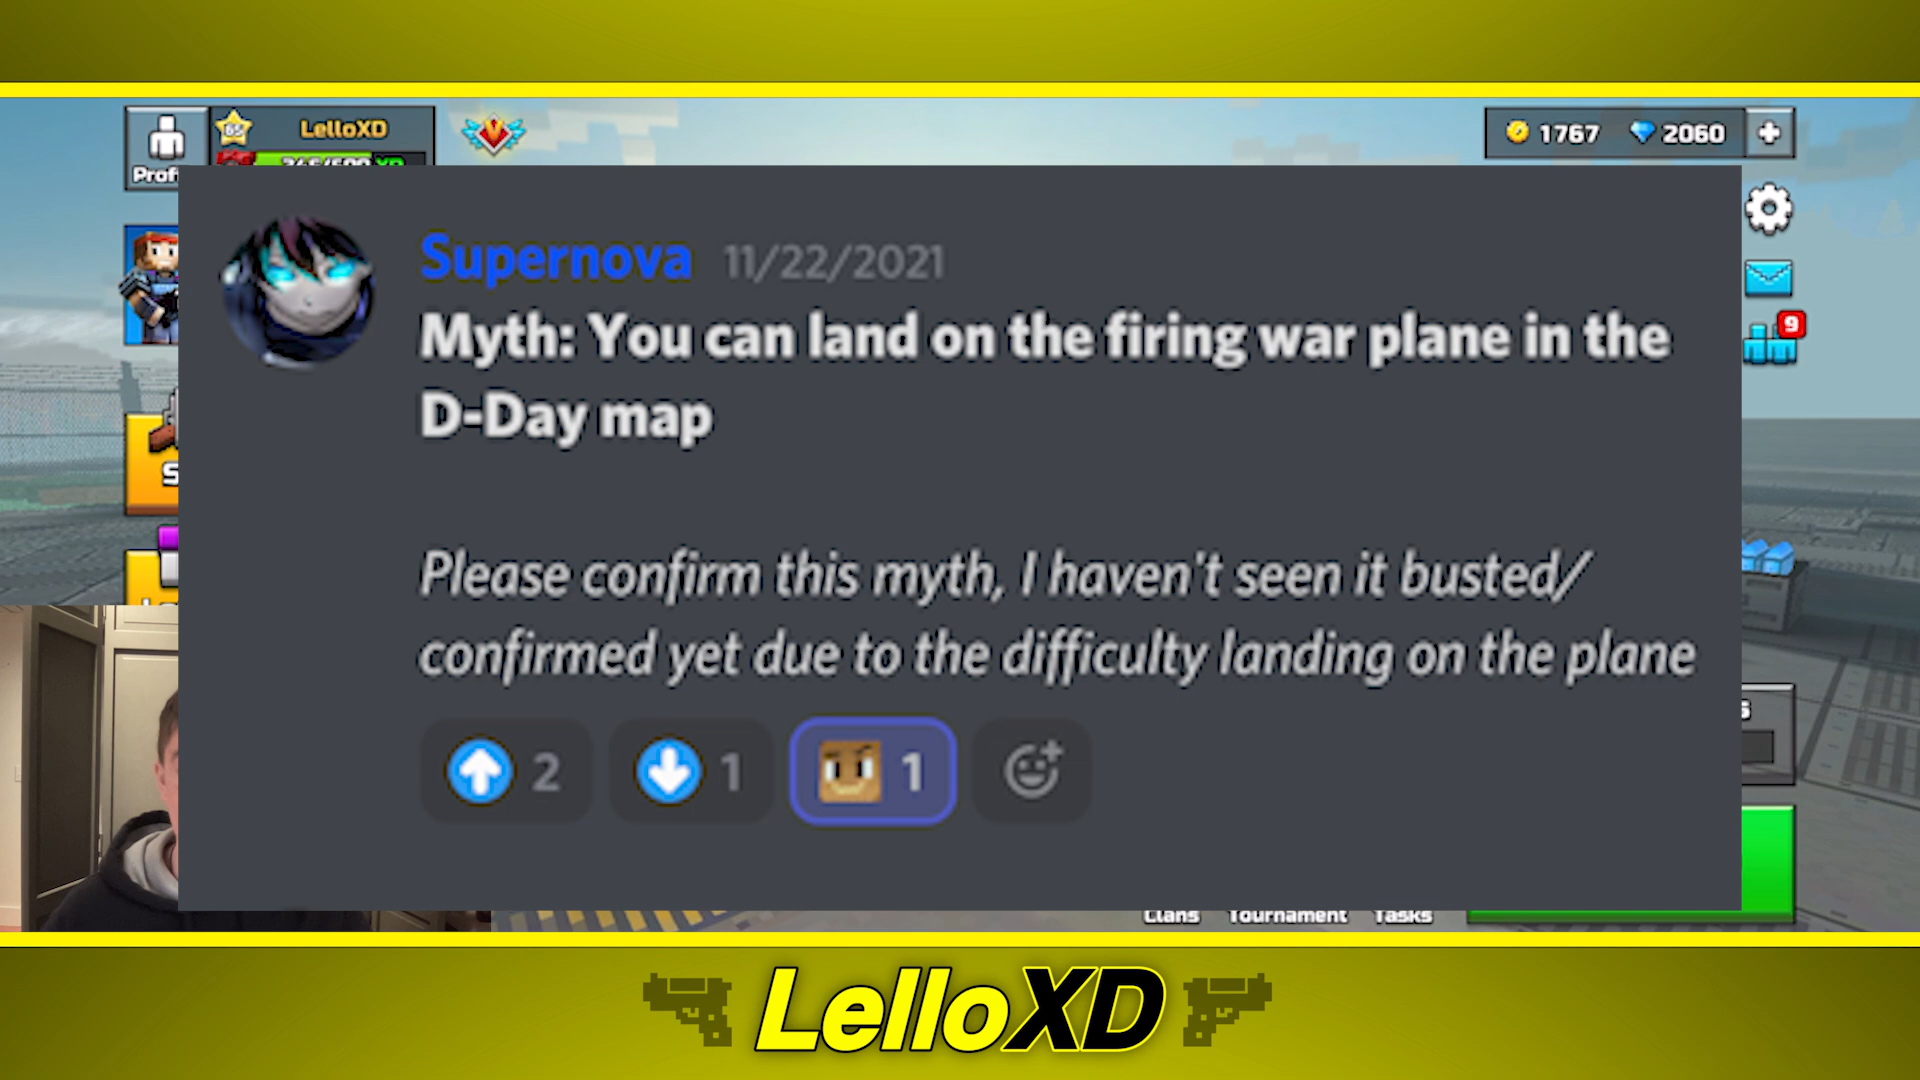 65
LelloXD
1767
2060
+
9
Supernova 11/22/2021
Myth: You can land on the firing war plane in the
D-Day map
Please confirm this myth, I haven't seen it busted/
confirmed yet due to the difficulty landing on the plane
2
1
1
Clans
Tournament
Tasks
LelloXD